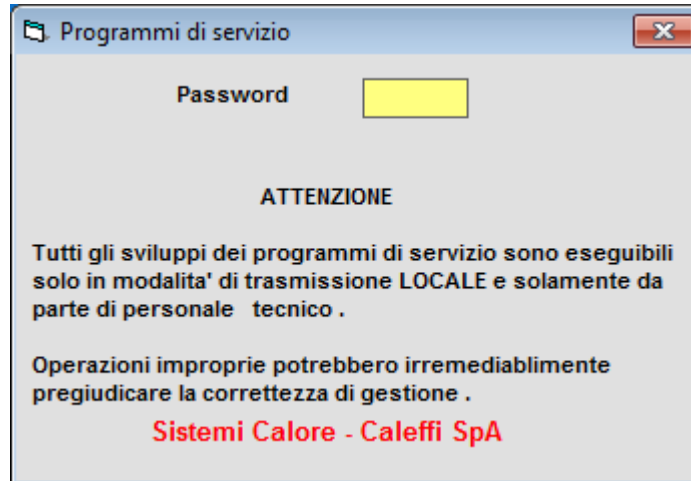 Programmi di servizio
Password
ATTENZIONE
Tutti gli sviluppi dei programmi di servizio sono eseguibili
solo in modalita' di trasmissione LOCALE e solamente da
parte di personale tecnico .
Operazioni improprie potrebbero irremediablimente
pregiudicare la correttezza di gestione .
Sistemi Calore - Caleffi SpA